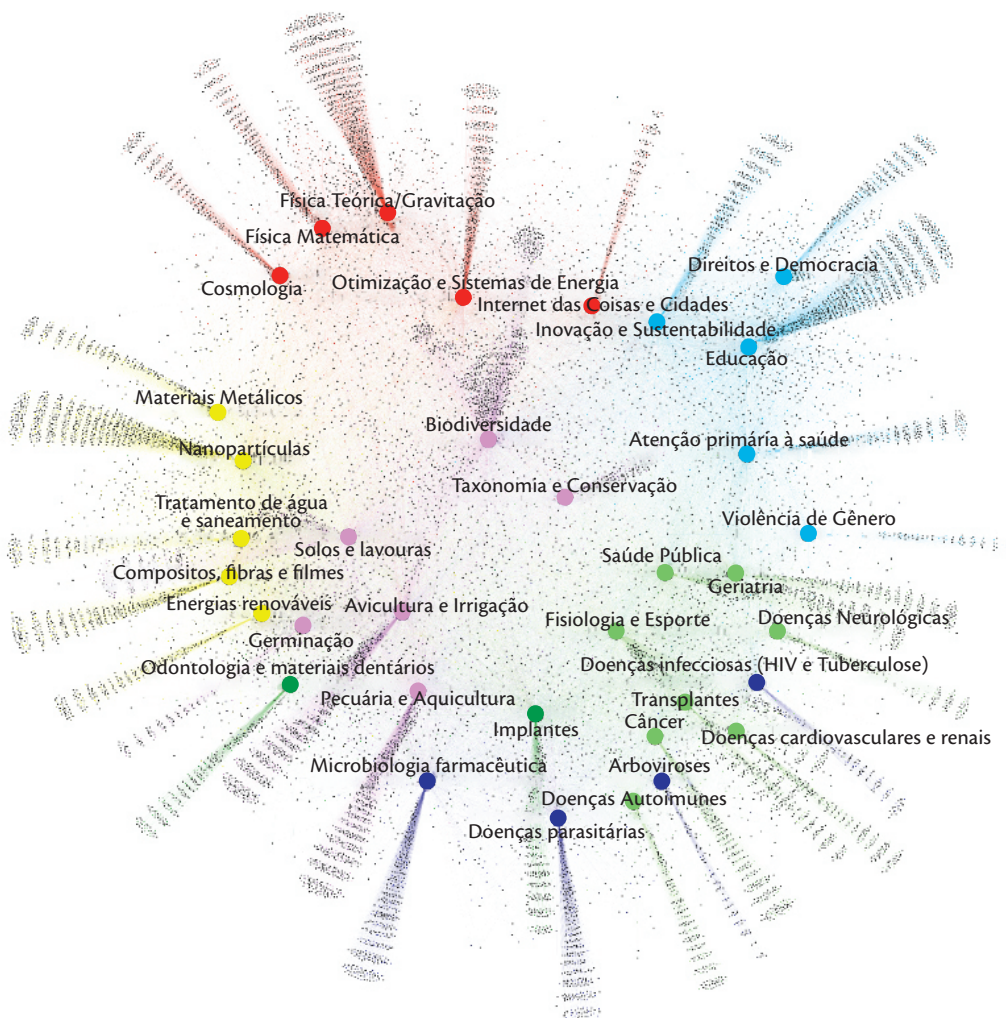 Física Teórica/Gravitação
Física Matemática
Cosmologia
Otimização e Sistemas de Energia
Internet das Coisas e Cidades
Inovação e Sustentabilidade
Direitos e Democracia
Educação
Materiais Metálicos
Nanopartículas
Biodiversidade
Atenção primária à saúde
Taxonomia e Conservação
Tratamento de água
e saneamento
Violência de Gênero
Solos e lavouras
Saúde Pública
Compositos, fibras e filmes
Geriatria
Energias renováveis
Avicultura e Irrigação
Fisiologia e Esporte
Doenças Neurológicas
Germinação
Odontologia e materiais dentários
Doenças infecciosas (HIV e Tuberculose)
Pecuária e Aquicultura
Transplantes
Implantes
Câncer
Doenças cardiovasculares e renais
Microbiologia farmacêutica
Arboviroses
Doenças Autoimunes
Doenças parasitárias